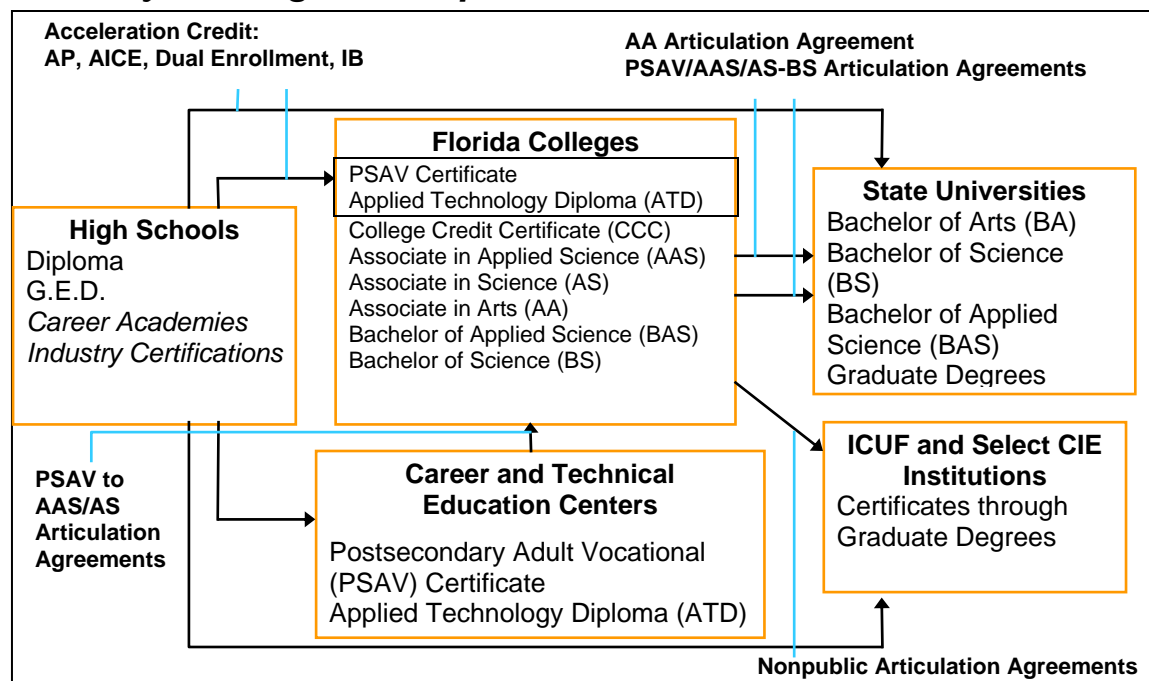 Acceleration Credit:
AP, AICE, Dual Enrollment, IB
AA Articulation Agreement
PSAV/AAS/AS-BS Articulation Agreements
High Schools
Diploma
G.E.D.
Career Academies
Industry Certifications
Florida Colleges
PSAV Certificate
Applied Technology Diploma (ATD)
College Credit Certificate (CCC)
Associate in Applied Science (AAS)
Associate in Science (AS)
Associate in Arts (AA)
Bachelor of Applied Science (BAS)
Bachelor of Science (BS)
State Universities
Bachelor of Arts (BA)
Bachelor of Science
(BS)
Bachelor of Applied
Science (BAS)
Graduate Degrees
PSAV to
AAS/AS
Articulation
Agreements
Career and Technical
Education Centers
Postsecondary Adult Vocational
(PSAV) Certificate
Applied Technology Diploma (ATD)
ICUF and Select CIE
Institutions
Certificates through
Graduate Degrees
Nonpublic Articulation Agreements